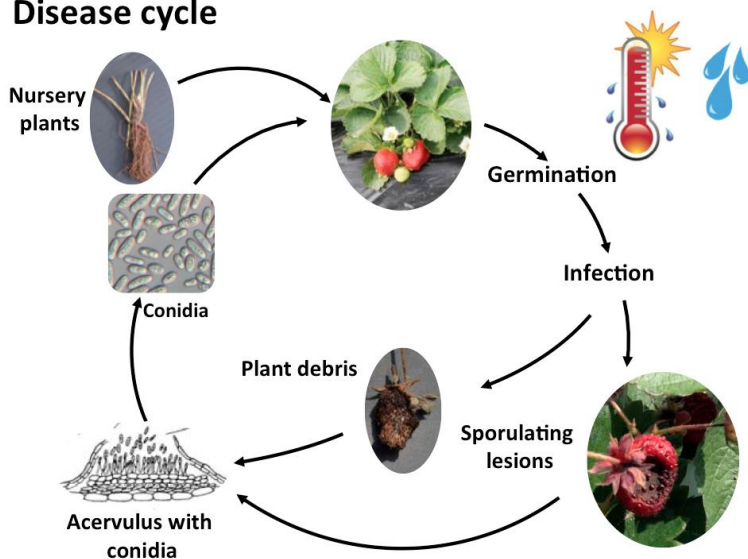 Disease cycle
Nursery
plants
Germination
Infection
Conidia
Plant debris
Sporulating
lesions
Acervulus with
conidia